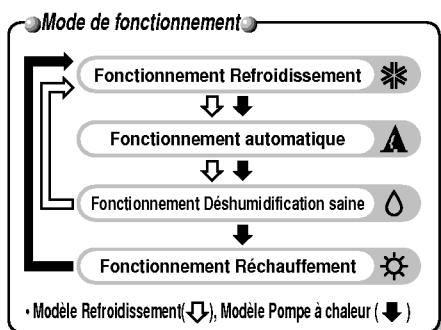 Mode de fonctionnement
Fonctionnement Refroidissement
Fonctionnement automatique
Fonctionnement Déshumidification saine
Fonctionnement Réchauffement
• Modèle Refroidissement(⇩), Modèle Pompe à chaleur (🡇)